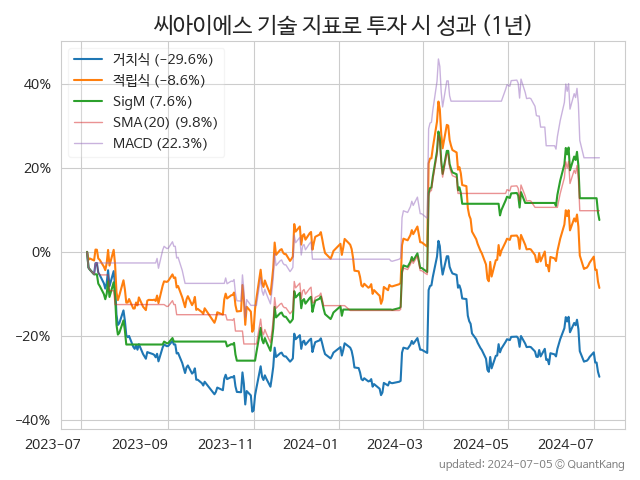 씨아이에스 기술 지표로 투자 시 성과 (1년)
거치식 (−29.6%)
적립식 (−8.6%)
SigM (7.6%)
SMA(20) (9.8%)
MACD (22.3%)
40%
20%
0%
−20%
−40%
2023-07 2023-09 2023-11 2024-01 2024-03 2024-05 2024-07
updated: 2024-07-05 © QuantKang